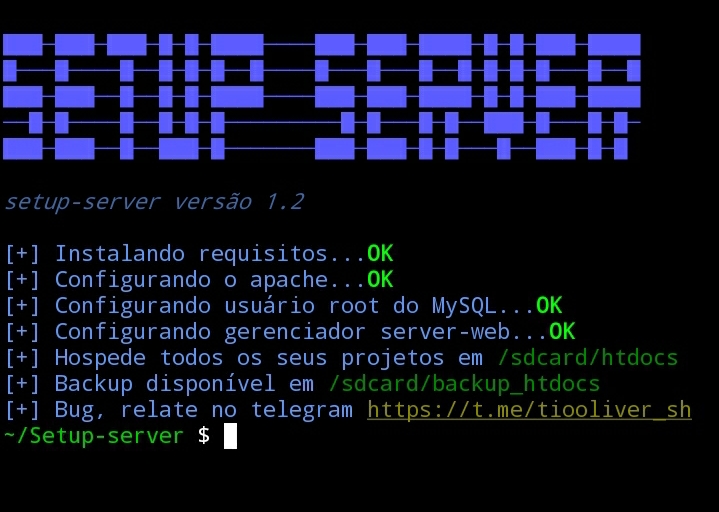 SETUP SERVER
setup-server versão 1.2
[+] Instalando requisitos...OK
[+] Configurando o apache...OK
[+] Configurando usuário root do MySQL...OK
[+] Configurando gerenciador server-web...OK
[+] Hospede todos os seus projetos em /sdcard/htdocs
[+] Backup disponível em /sdcard/backup_htdocs
[+] Bug, relate no telegram https://t.me/tiooliver_sh
~/Setup-server $